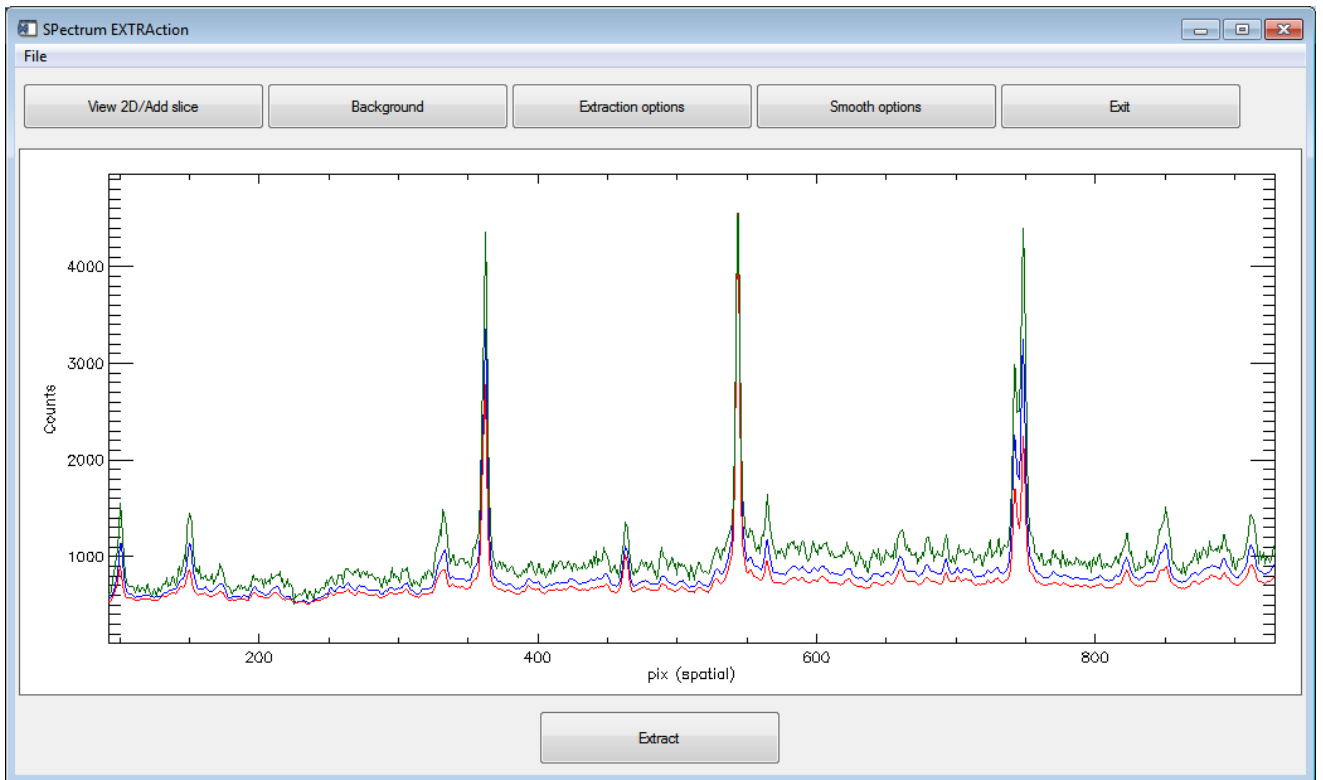 SPectrum EXTRAction
File
View 2D/Add slice Background Extraction options Smooth options Exit
4000
3000
2000
1000
Counts
200 400 600 800
pix (spatial)
Extract